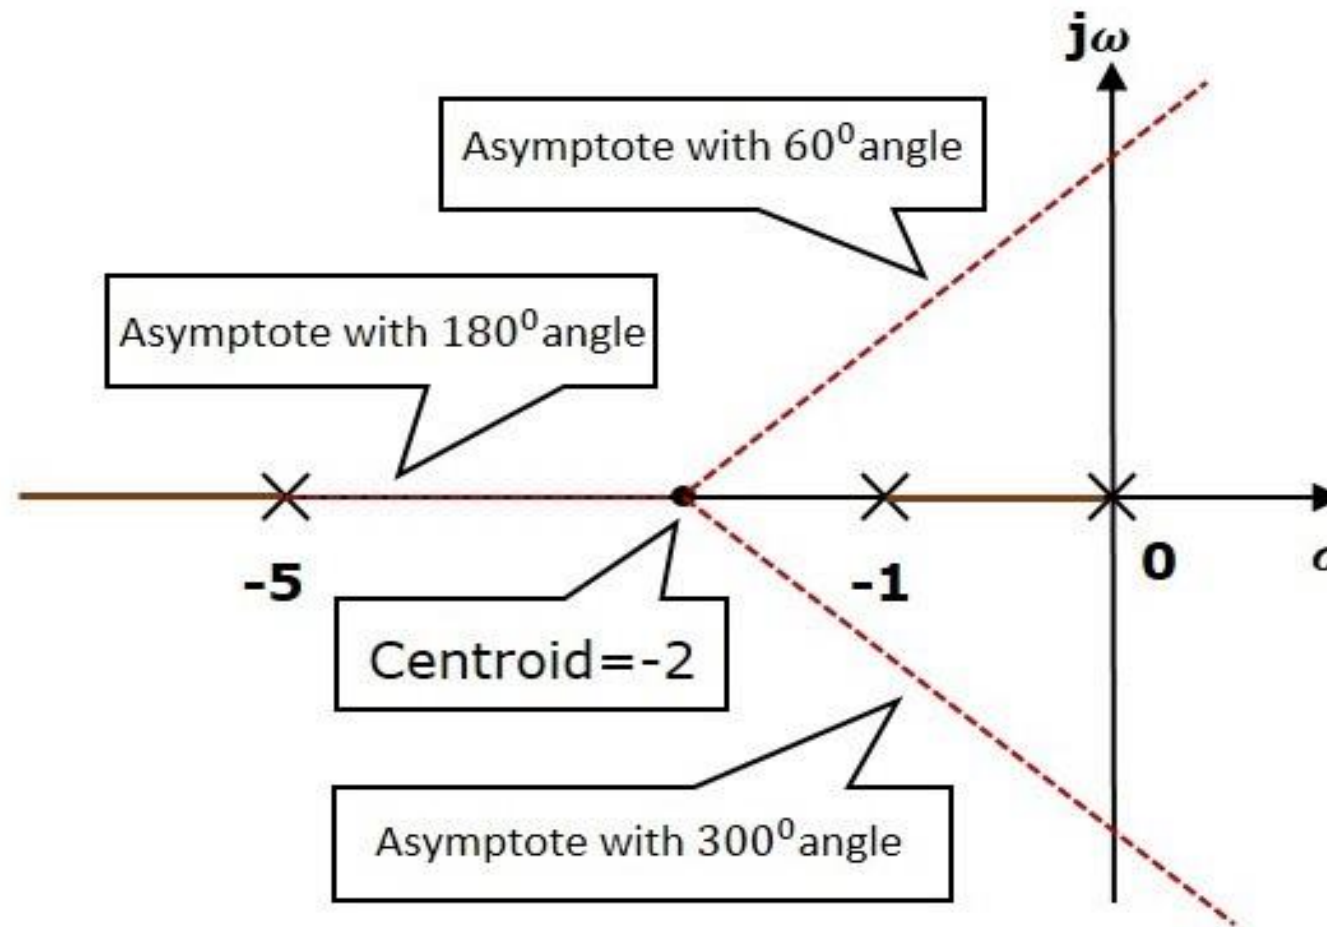 jω
Asymptote with 60⁰angle
Asymptote with 180⁰angle
-5
-1
0
Centroid=-2
Asymptote with 300⁰angle